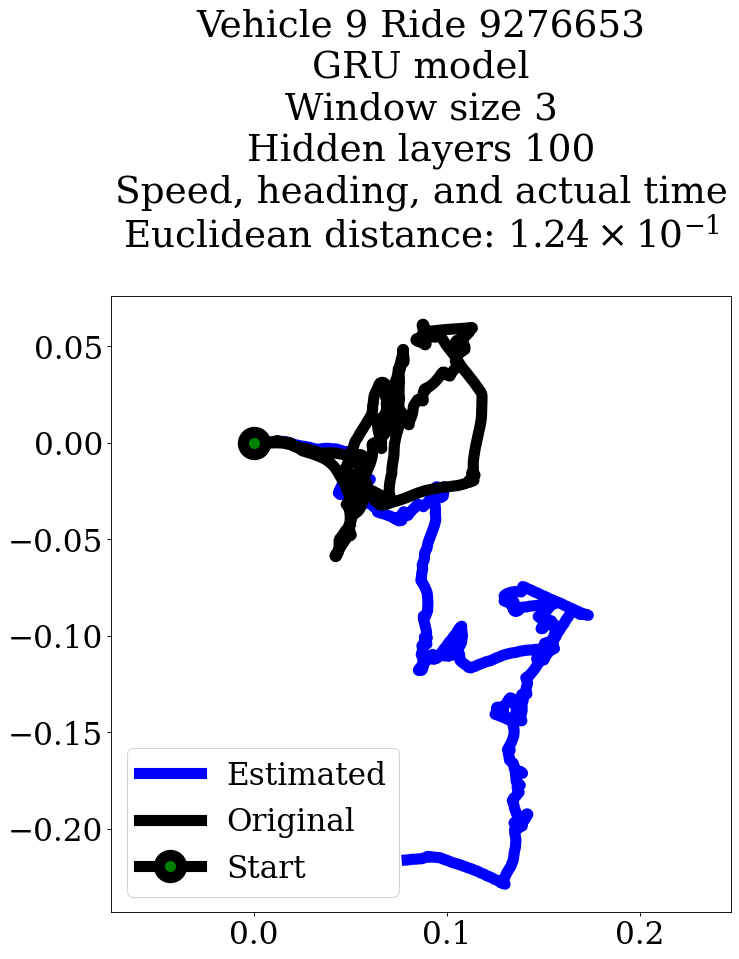 Vehicle 9 Ride 9276653
GRU model
Window size 3
Hidden layers 100
Speed, heading, and actual time
Euclidean distance: 1.24 × 10⁻¹
0.05
0.00
−0.05
−0.10
−0.15
−0.20
Estimated
Original
Start
0.0 0.1 0.2